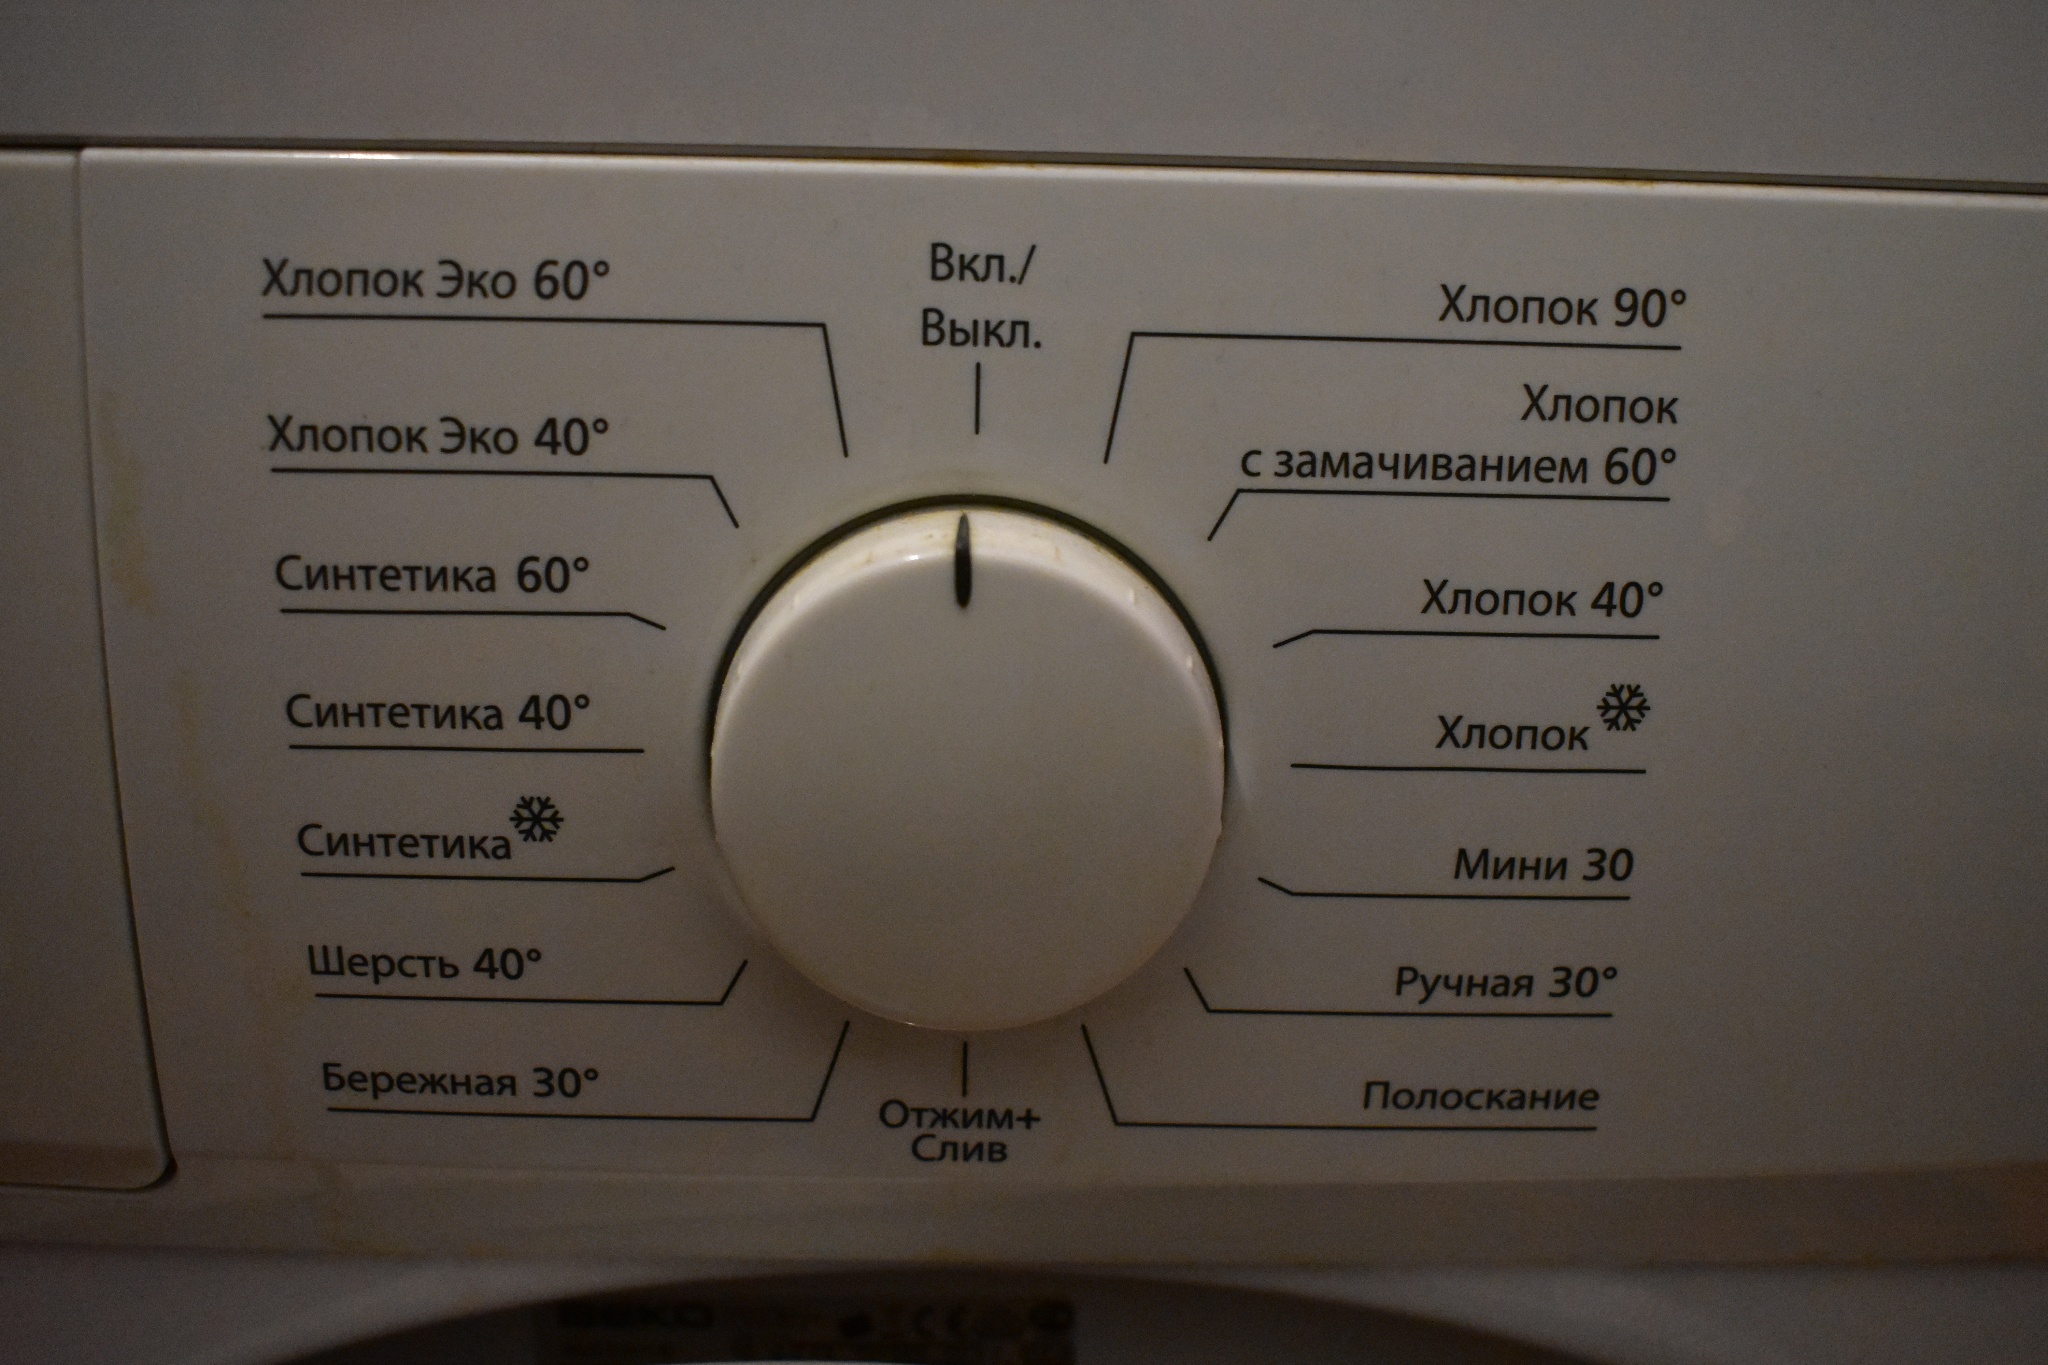 Вкл./
Выкл.
Хлопок Эко 60°
Хлопок Эко 40°
Синтетика 60°
Синтетика 40°
Синтетика
Шерсть 40°
Бережная 30°
Хлопок 90°
Хлопок
с замачиванием 60°
Хлопок 40°
Хлопок
Мини 30
Ручная 30°
Полоскание
Отжим+
Слив
BEKO